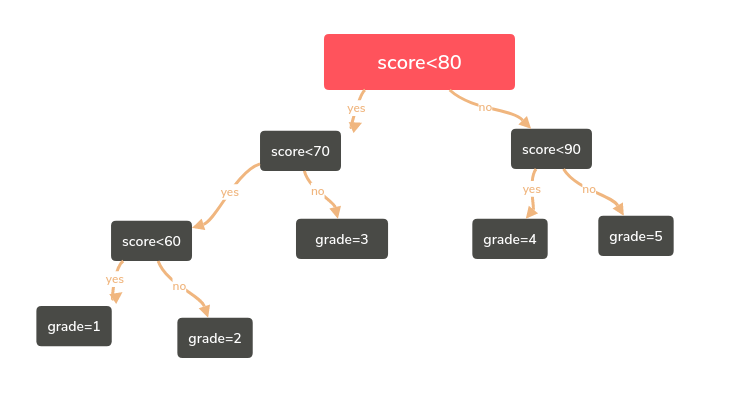 score<80
yes
no
score<70
score<90
yes
no
yes
no
score<60
grade=3
grade=4
grade=5
yes
no
grade=1
grade=2